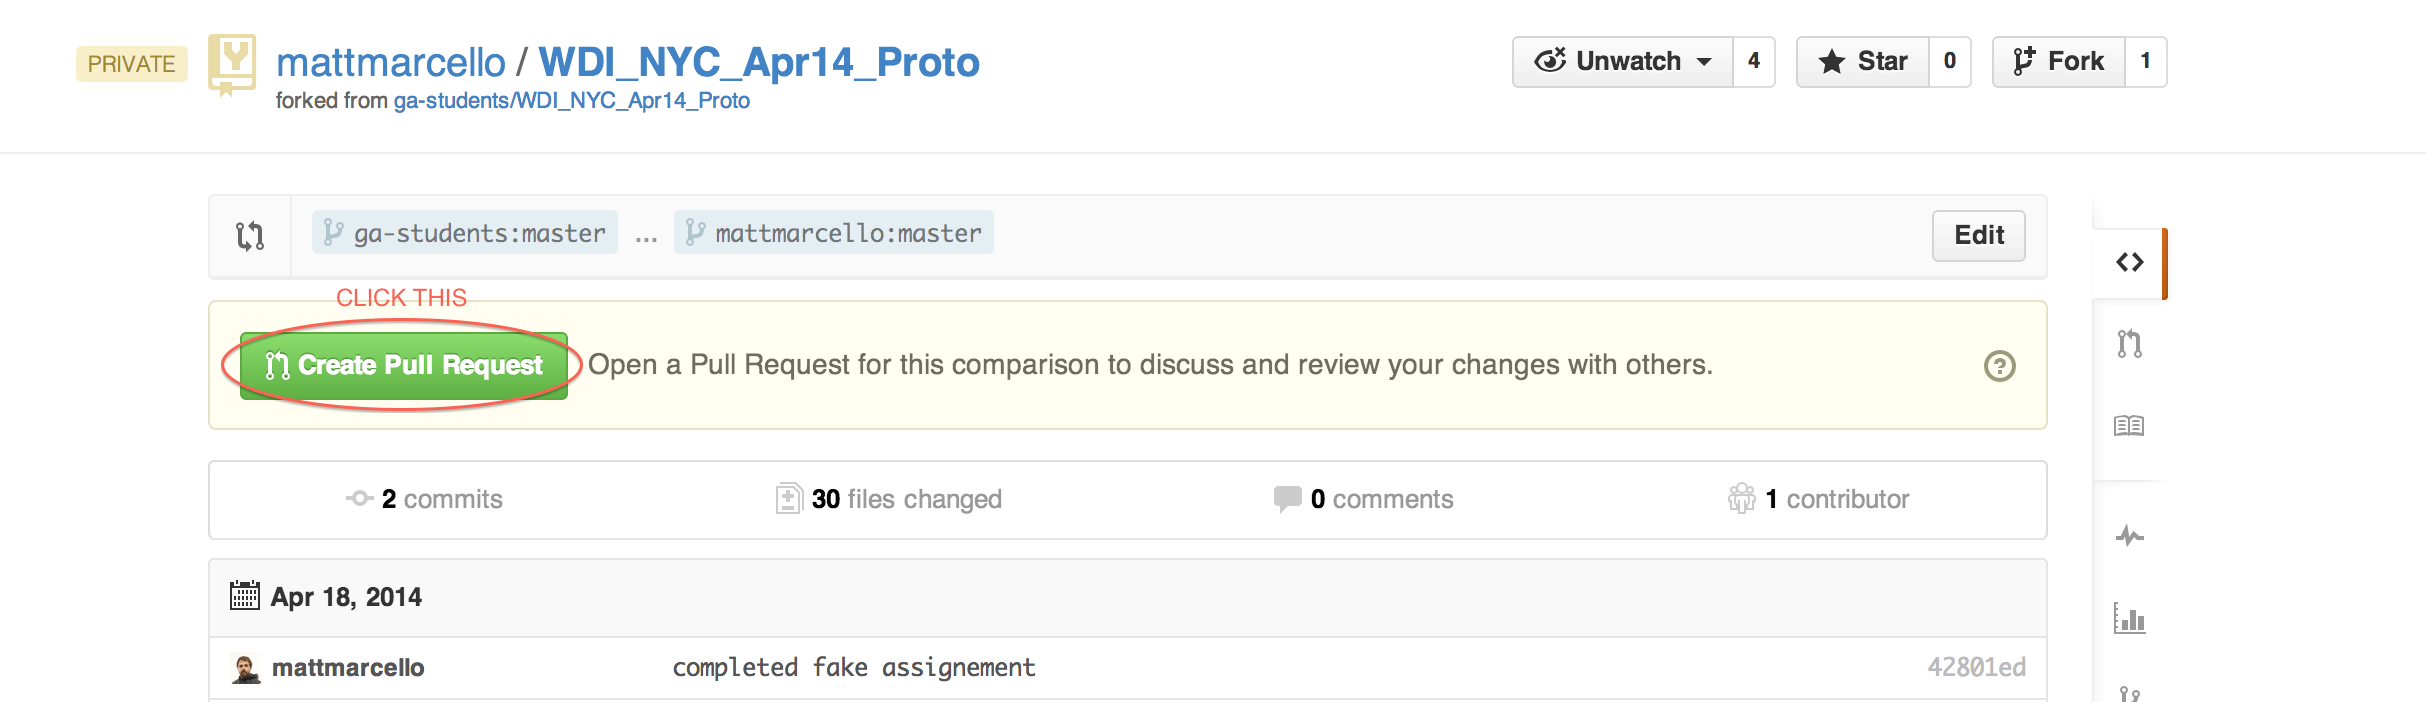 PRIVATE
mattmarcello / WDI_NYC_Apr14_Proto
forked from ga-students/WDI_NYC_Apr14_Proto
Unwatch 4 Star 0 Fork 1
ga-students:master ... mattmarcello:master Edit
CLICK THIS
Create Pull Request Open a Pull Request for this comparison to discuss and review your changes with others.
2 commits 30 files changed 0 comments 1 contributor
Apr 18, 2014
mattmarcello completed fake assignement 42801ed